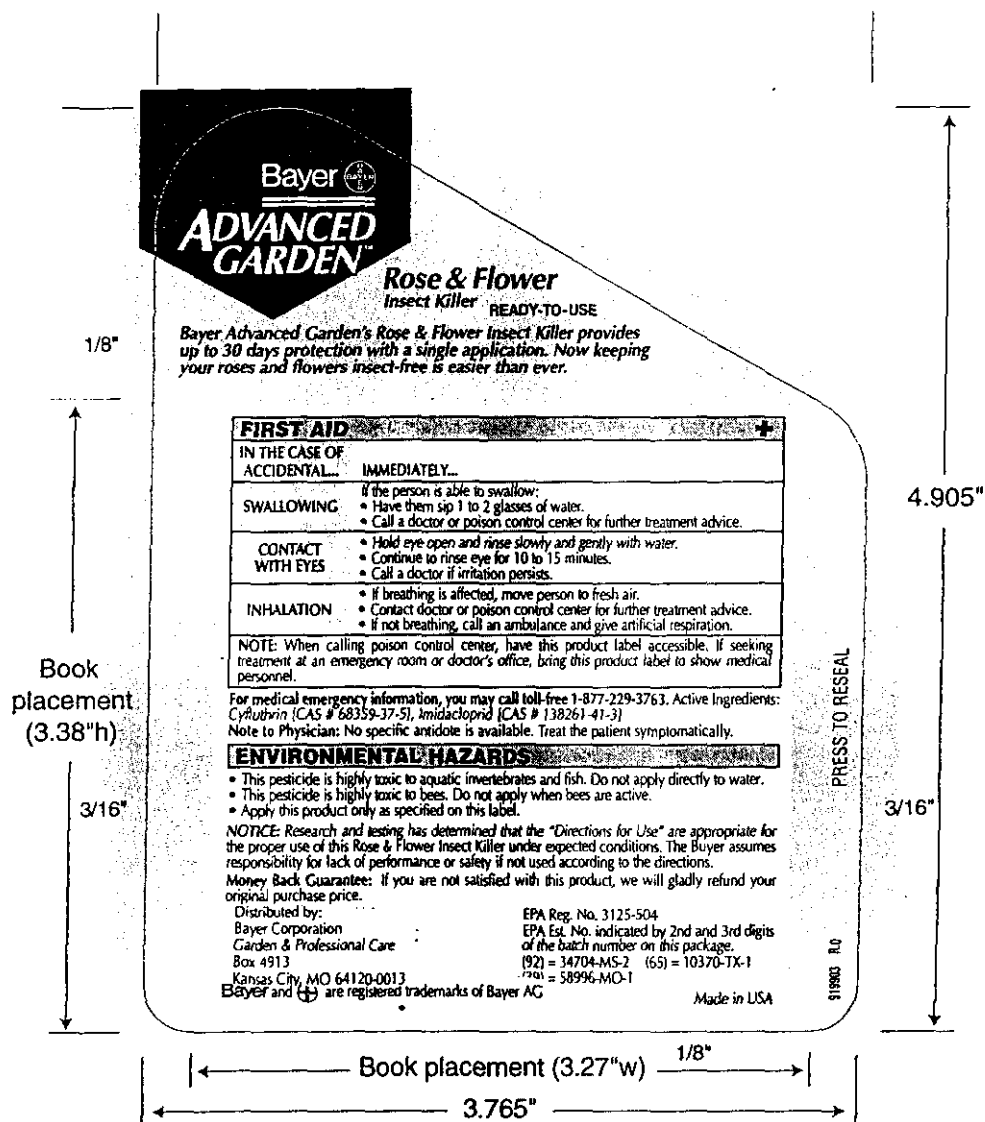 Bayer
BAYER
ADVANCED
GARDEN™
Rose & Flower
Insect Killer READY-TO-USE
Bayer Advanced Garden's Rose & Flower Insect Killer provides
up to 30 days protection with a single application. Now keeping
your roses and flowers insect-free is easier than ever.
1/8"
FIRST AID
IN THE CASE OF
ACCIDENTAL... IMMEDIATELY...
SWALLOWING
If the person is able to swallow:
• Have them sip 1 to 2 glasses of water.
• Call a doctor or poison control center for further treatment advice.
CONTACT
WITH EYES
• Hold eye open and rinse slowly and gently with water.
• Continue to rinse eye for 10 to 15 minutes.
• Call a doctor if irritation persists.
INHALATION
• If breathing is affected, move person to fresh air.
• Contact doctor or poison control center for further treatment advice.
• If not breathing, call an ambulance and give artificial respiration.
NOTE: When calling poison control center, have this product label accessible. If seeking
treatment at an emergency room or doctor's office, bring this product label to show medical
personnel.
For medical emergency information, you may call toll-free 1-877-229-3763. Active Ingredients:
Cyfluthrin [CAS # 68359-37-5], Imidacloprid [CAS # 138261-41-3]
Note to Physician: No specific antidote is available. Treat the patient symptomatically.
ENVIRONMENTAL HAZARDS
• This pesticide is highly toxic to aquatic invertebrates and fish. Do not apply directly to water.
• This pesticide is highly toxic to bees. Do not apply when bees are active.
• Apply this product only as specified on this label.
NOTICE: Research and testing has determined that the "Directions for Use" are appropriate for
the proper use of this Rose & Flower Insect Killer under expected conditions. The Buyer assumes
responsibility for lack of performance or safety if not used according to the directions.
Money Back Guarantee: If you are not satisfied with this product, we will gladly refund your
original purchase price.
Distributed by:
Bayer Corporation
Garden & Professional Care
Box 4913
Kansas City, MO 64120-0013
EPA Reg. No. 3125-504
EPA Est. No. indicated by 2nd and 3rd digits
of the batch number on this package.
(92) = 34704-MS-2 (65) = 10370-TX-1
= 58996-MO-1
Bayer and are registered trademarks of Bayer AG
Made in USA
PRESS TO RESEAL
919903 R.0
4.905"
Book
placement
(3.38"h)
3/16"
3/16"
Book placement (3.27"w)
1/8"
3.765"